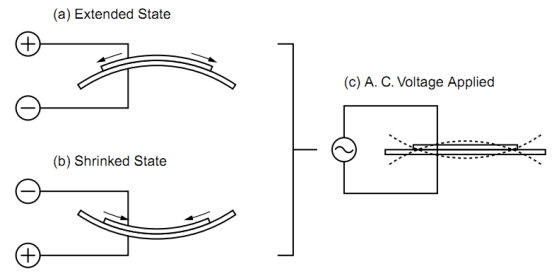 (a) Extended State
+
−
(c) A. C. Voltage Applied
(b) Shrinked State
−
+